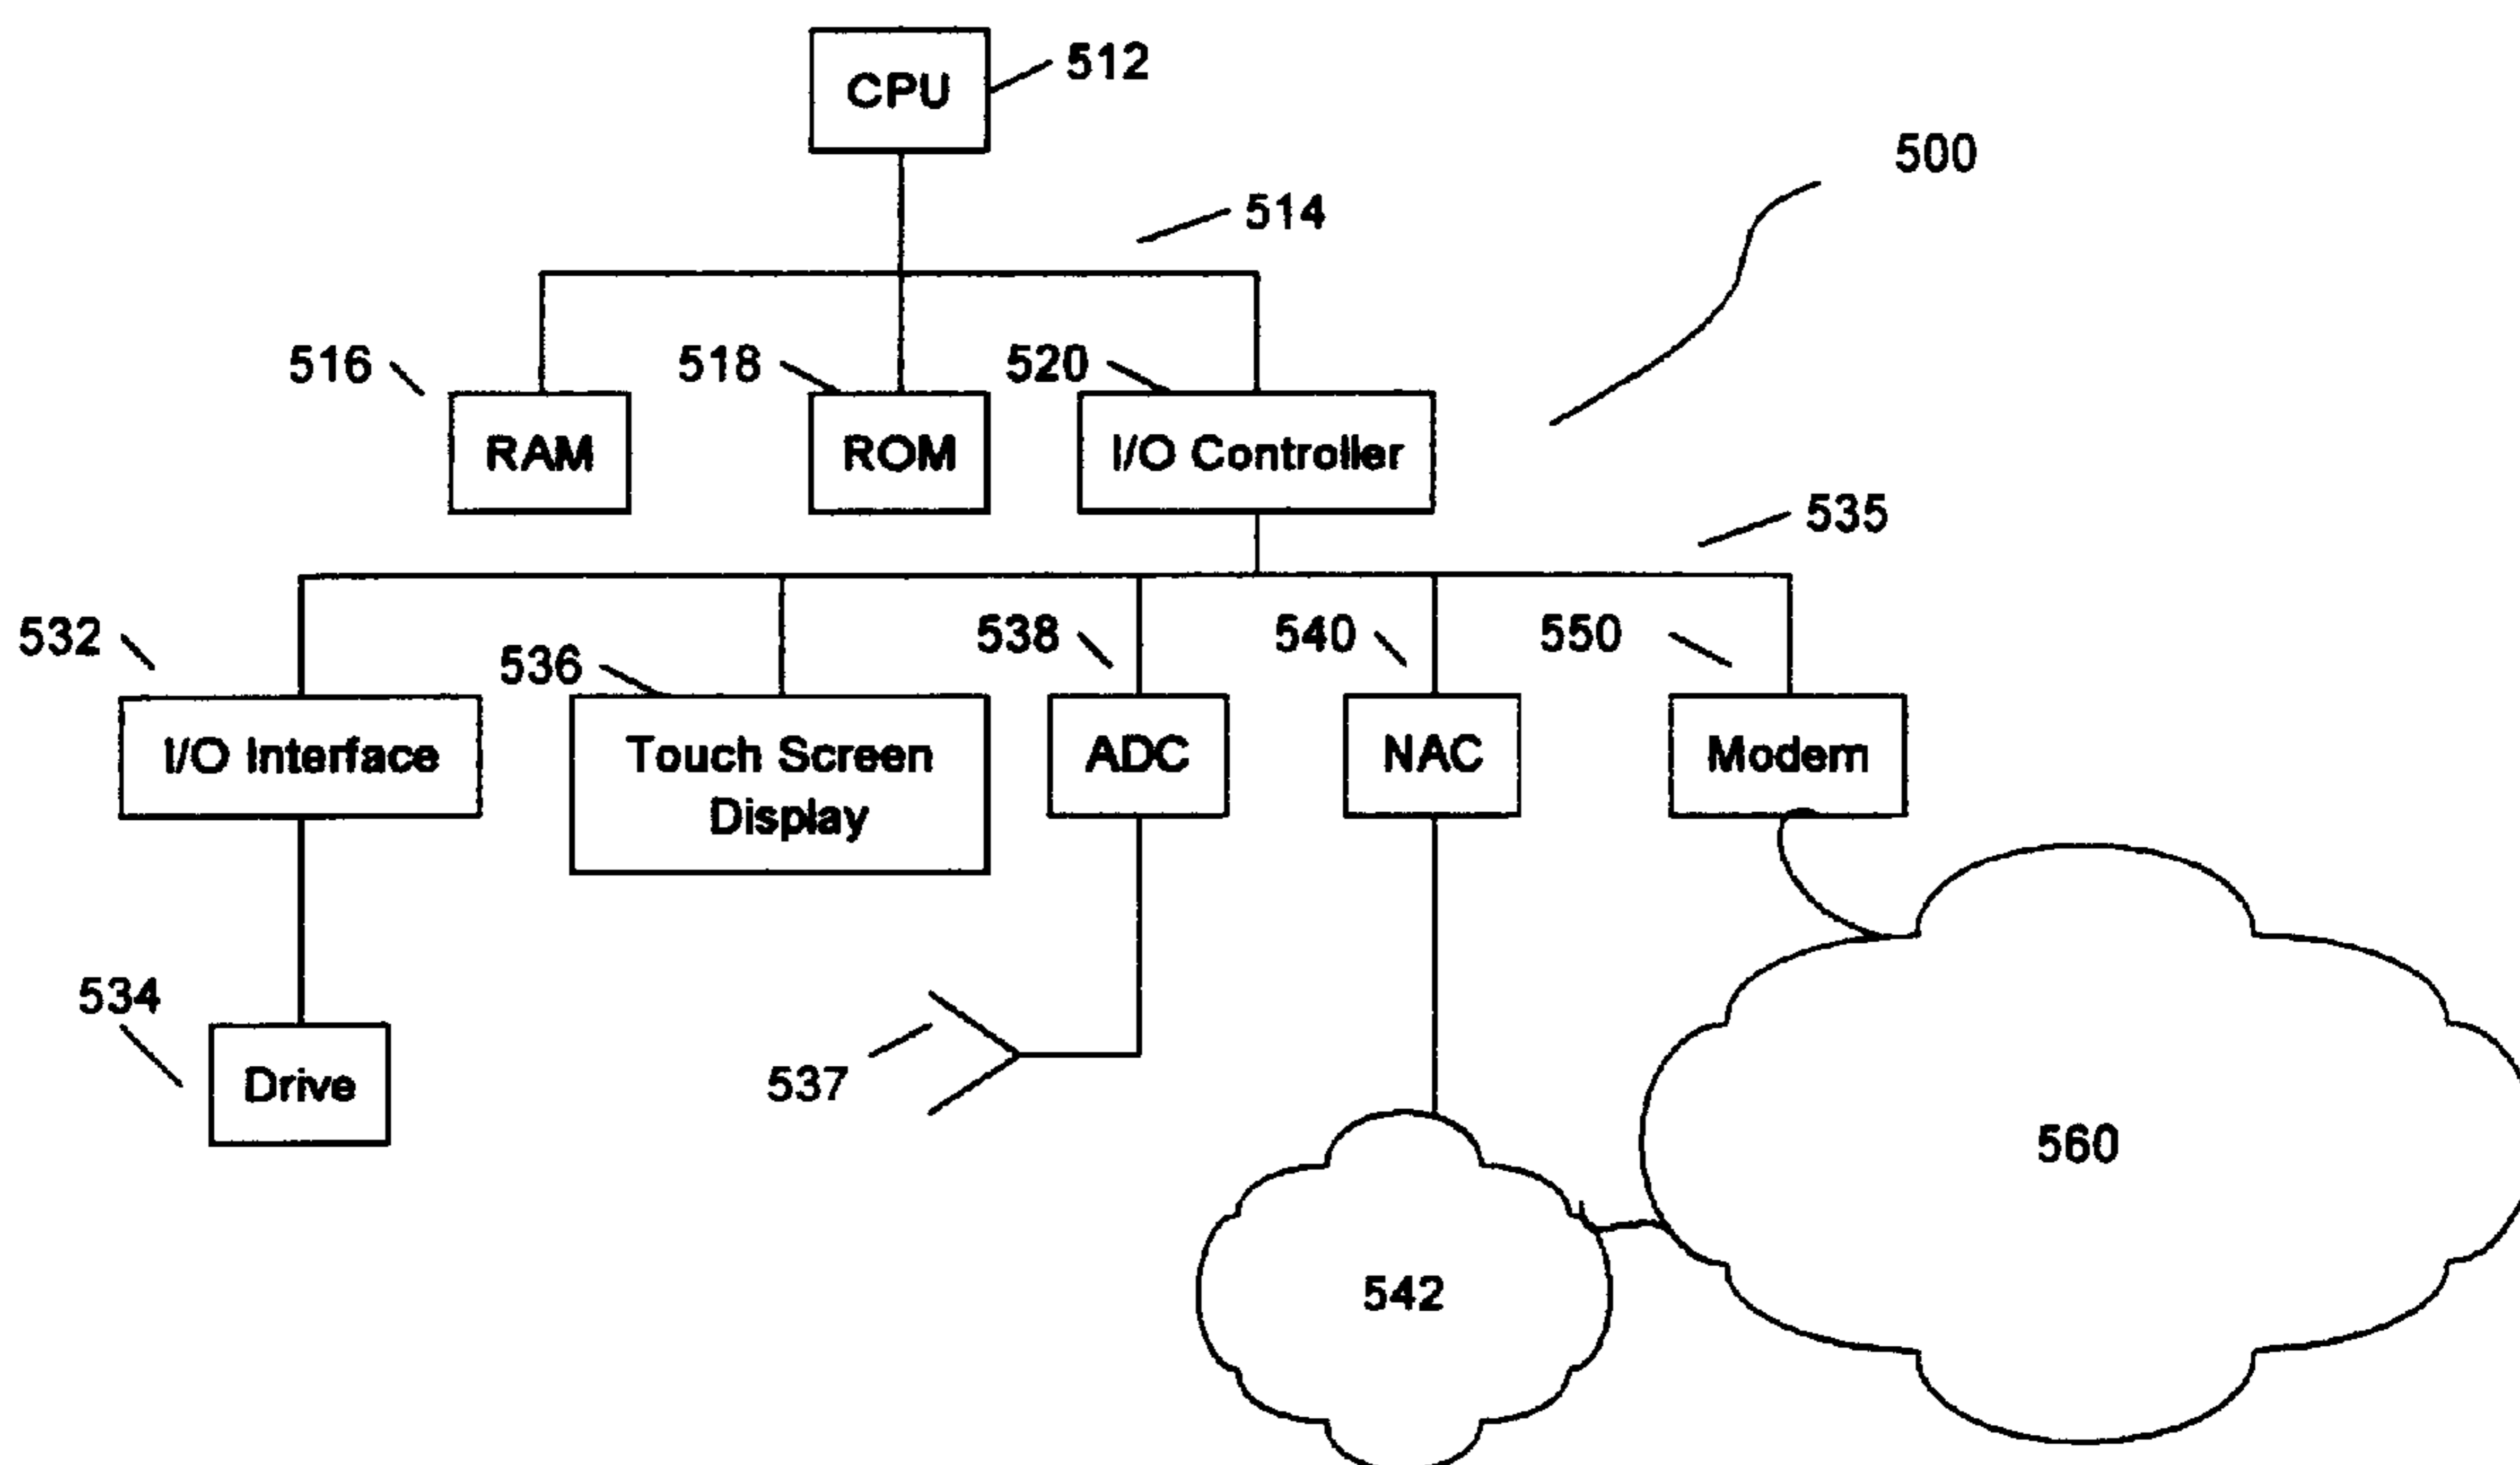 CPU
512
500
514
516
518
520
RAM
ROM
I/O Controller
535
532
536
538
540
550
I/O Interface
Touch Screen
Display
ADC
NAC
Modem
534
Drive
537
560
542